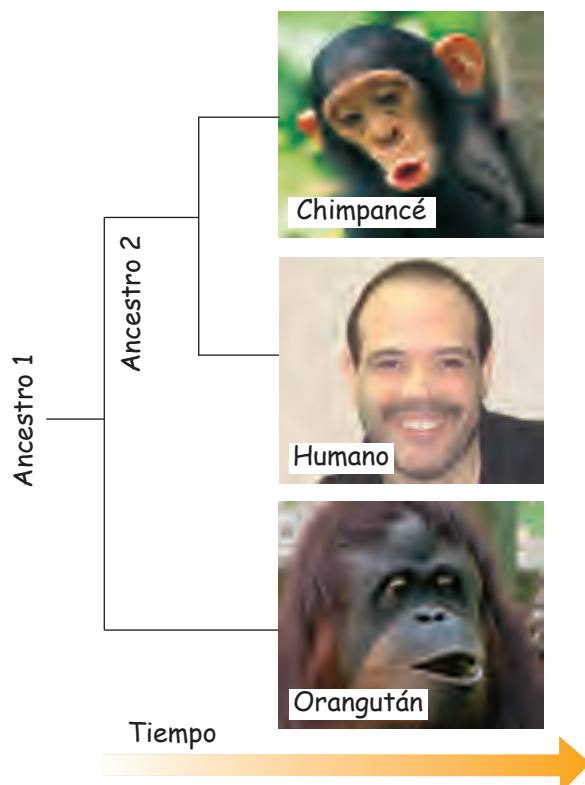 Chimpancé
Ancestro 2
Humano
Ancestro 1
Orangután
Tiempo